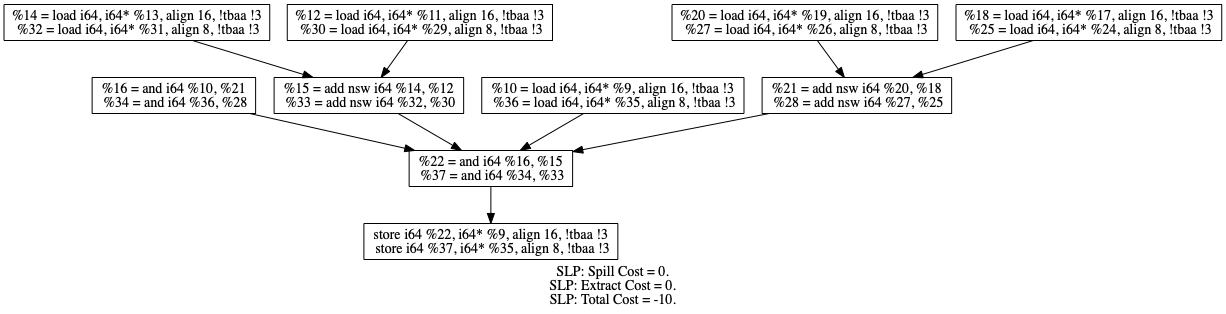 %14 = load i64, i64* %13, align 16, !tbaa !3
%32 = load i64, i64* %31, align 8, !tbaa !3
%12 = load i64, i64* %11, align 16, !tbaa !3
%30 = load i64, i64* %29, align 8, !tbaa !3
%20 = load i64, i64* %19, align 16, !tbaa !3
%27 = load i64, i64* %26, align 8, !tbaa !3
%18 = load i64, i64* %17, align 16, !tbaa !3
%25 = load i64, i64* %24, align 8, !tbaa !3
%16 = and i64 %10, %21
%34 = and i64 %36, %28
%15 = add nsw i64 %14, %12
%33 = add nsw i64 %32, %30
%10 = load i64, i64* %9, align 16, !tbaa !3
%36 = load i64, i64* %35, align 8, !tbaa !3
%21 = add nsw i64 %20, %18
%28 = add nsw i64 %27, %25
%22 = and i64 %16, %15
%37 = and i64 %34, %33
store i64 %22, i64* %9, align 16, !tbaa !3
store i64 %37, i64* %35, align 8, !tbaa !3
SLP: Spill Cost = 0.
SLP: Extract Cost = 0.
SLP: Total Cost = -10.